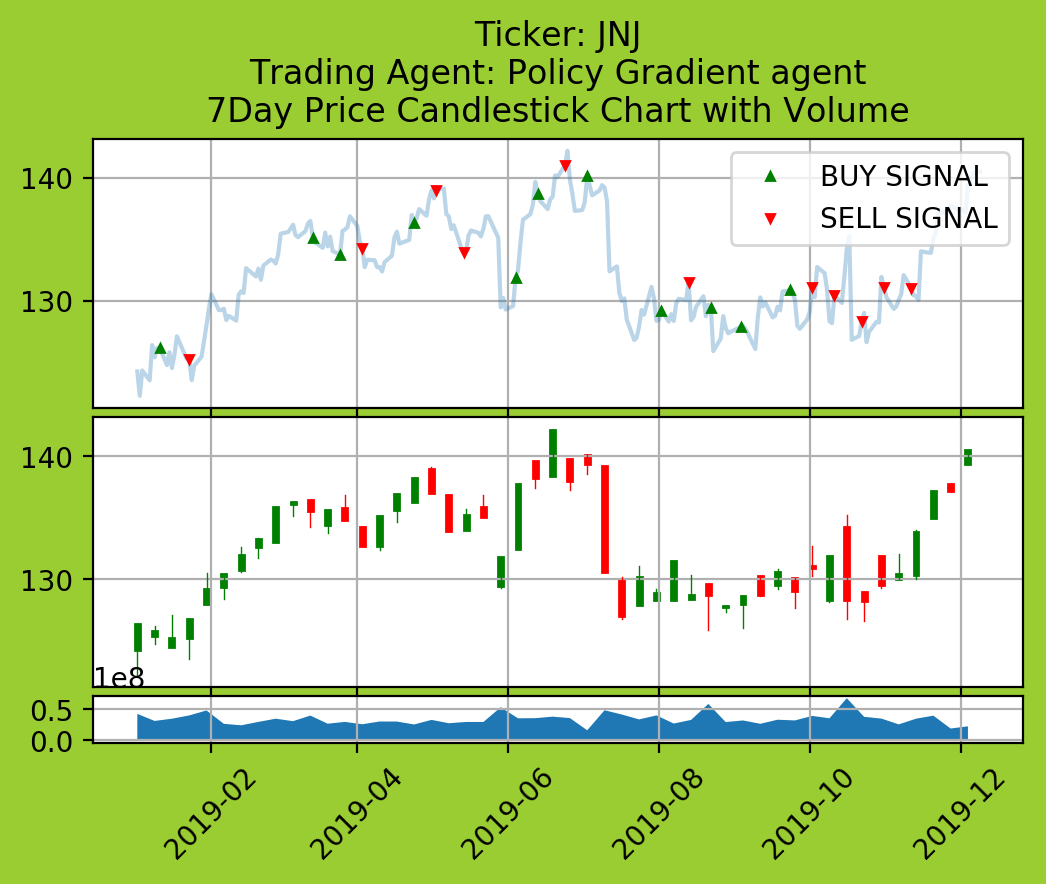 Ticker: JNJ
Trading Agent: Policy Gradient agent
7Day Price Candlestick Chart with Volume
140
130
BUY SIGNAL
SELL SIGNAL
140
130
1e8
0.5
0.0
2019-02
2019-04
2019-06
2019-08
2019-10
2019-12